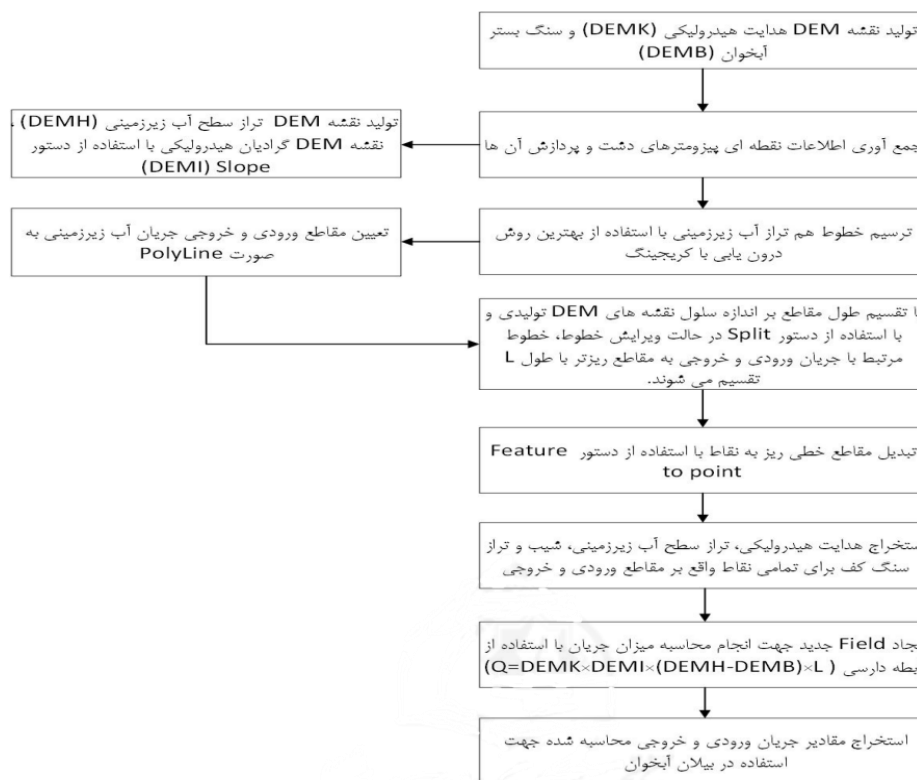 تولید نقشه DEM هدایت هیدرولیکی (DEMK) و سنگ بستر
آبخوان (DEMB)
جمع آوری اطلاعات نقطه ای پیزومترهای دشت و پردازش آن ها
تولید نقشه DEM تراز سطح آب زیرزمینی (DEMH) ،
نقشه DEM گرادیان هیدرولیکی با استفاده از دستور
Slope (DEMI)
ترسیم خطوط هم تراز آب زیرزمینی با استفاده از بهترین روش
درون یابی با کریجینگ
تعیین مقاطع ورودی و خروجی جریان آب زیرزمینی به
صورت PolyLine
با تقسیم طول مقاطع بر اندازه سلول نقشه های DEM تولیدی و
با استفاده از دستور Split در حالت ویرایش خطوط، خطوط
مرتبط با جریان ورودی و خروجی به مقاطع ریزتر با طول L
تقسیم می شوند.
تبدیل مقاطع خطی ریز به نقاط با استفاده از دستور Feature
to point
ستخراج هدایت هیدرولیکی، تراز سطح آب زیرزمینی، شیب و تراز
سنگ کف برای تمامی نقاط واقع بر مقاطع ورودی و خروجی
جاد Field جدید جهت انجام محاسبه میزان جریان با استفاده از
بطه دارسی ( Q=DEMK×DEMI×(DEMH-DEMB)×L)
استخراج مقادیر جریان ورودی و خروجی محاسبه شده جهت
استفاده در بیلان آبخوان